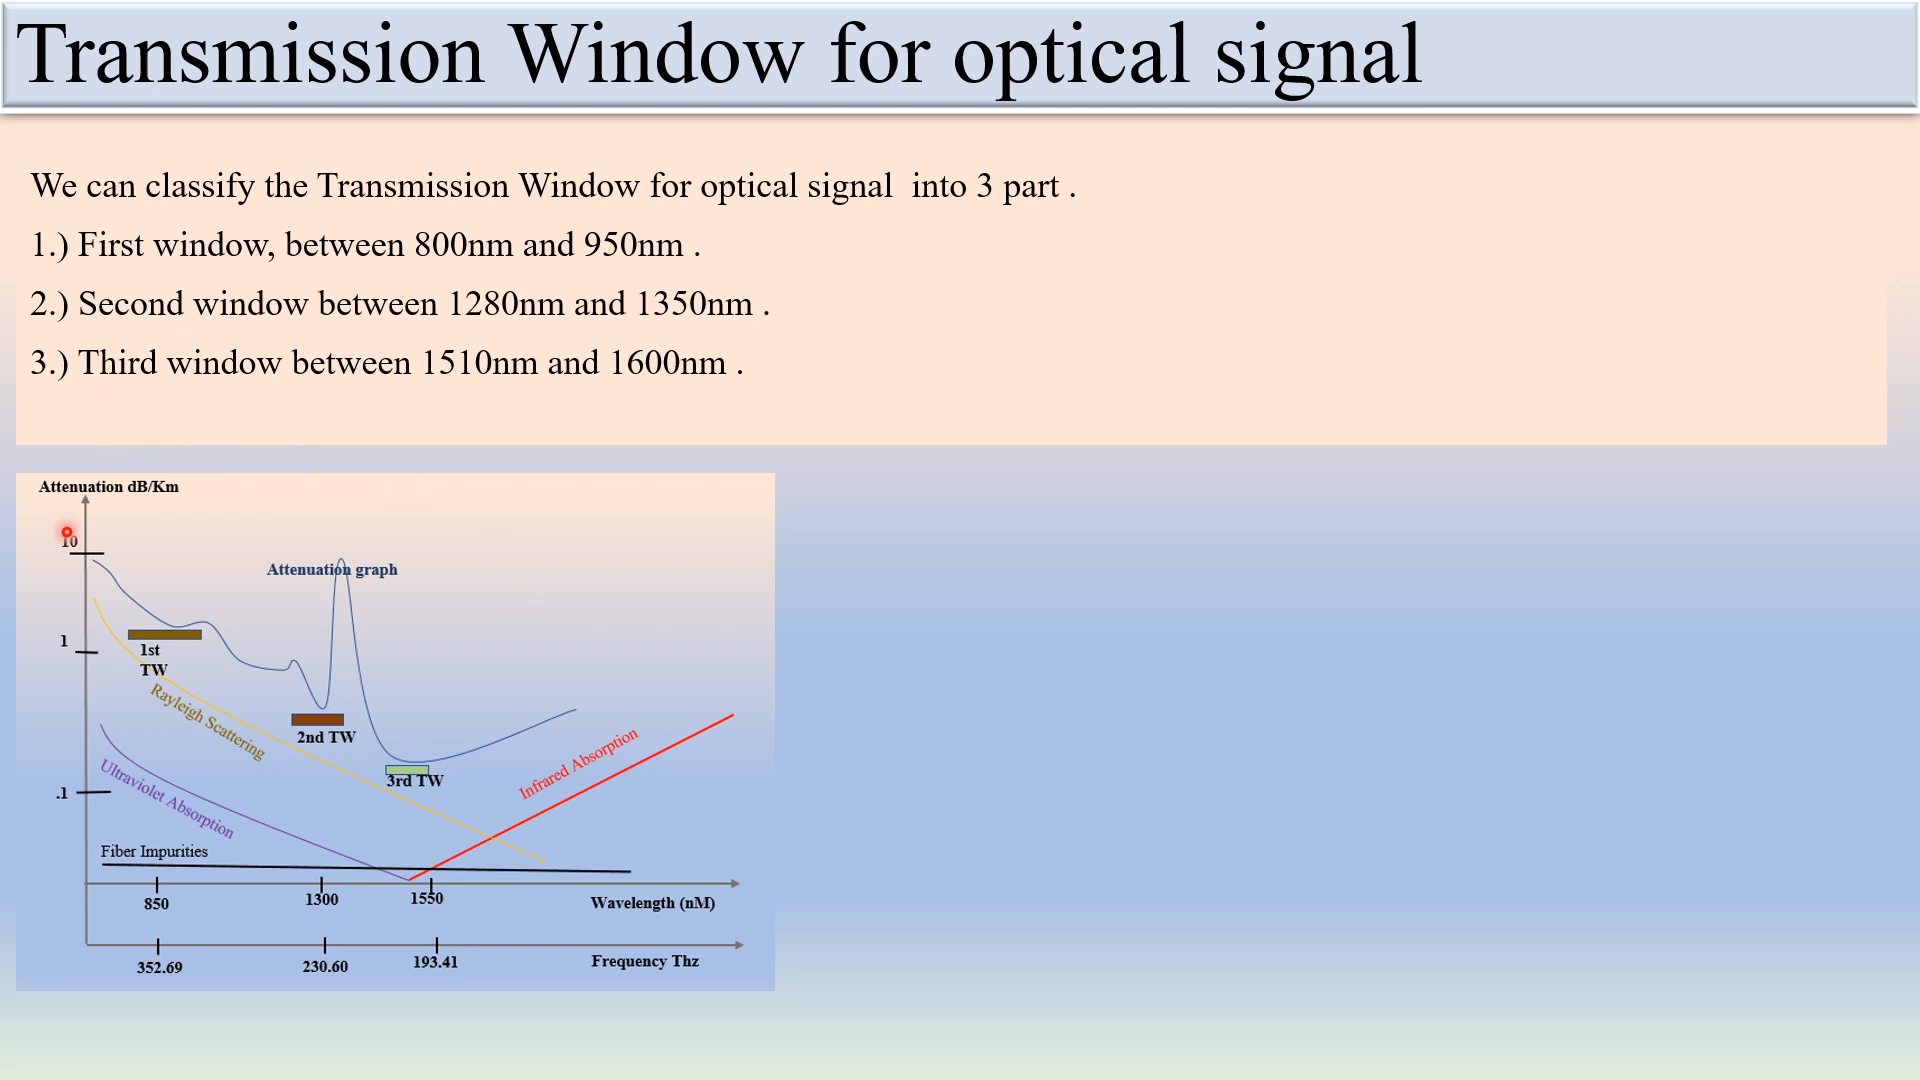 Transmission Window for optical signal
We can classify the Transmission Window for optical signal  into 3 part .
1.) First window, between 800nm and 950nm .
2.) Second window between 1280nm and 1350nm .
3.) Third window between 1510nm and 1600nm .
Attenuation dB/Km
10
Attenuation graph
1
1st
TW
Rayleigh Scattering
2nd TW
Infrared Absorption
3rd TW
.1
Ultraviolet Absorption
Fiber Impurities
850
1300
1550
Wavelength (nM)
352.69
230.60
193.41
Frequency Thz